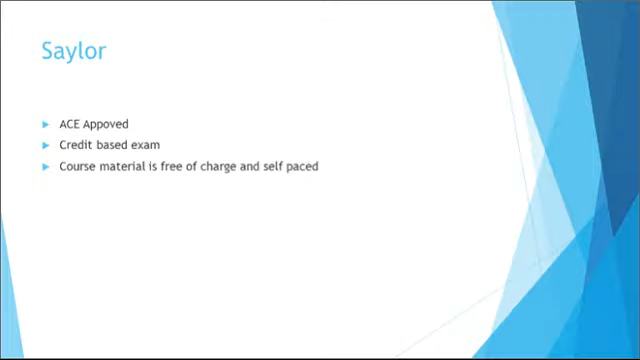 Saylor
ACE Appoved
Credit based exam
Course material is free of charge and self paced